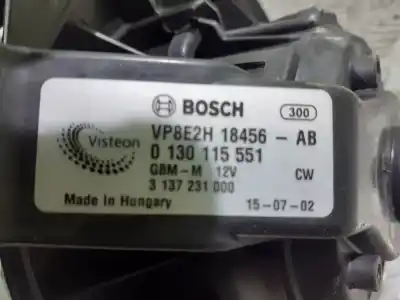 BOSCH
300
Visteon
VP8E2H 18456 - AB
0 130 115 551
GBM-M 12V CW
3 137 231 000
Made in Hungary 15-07-02